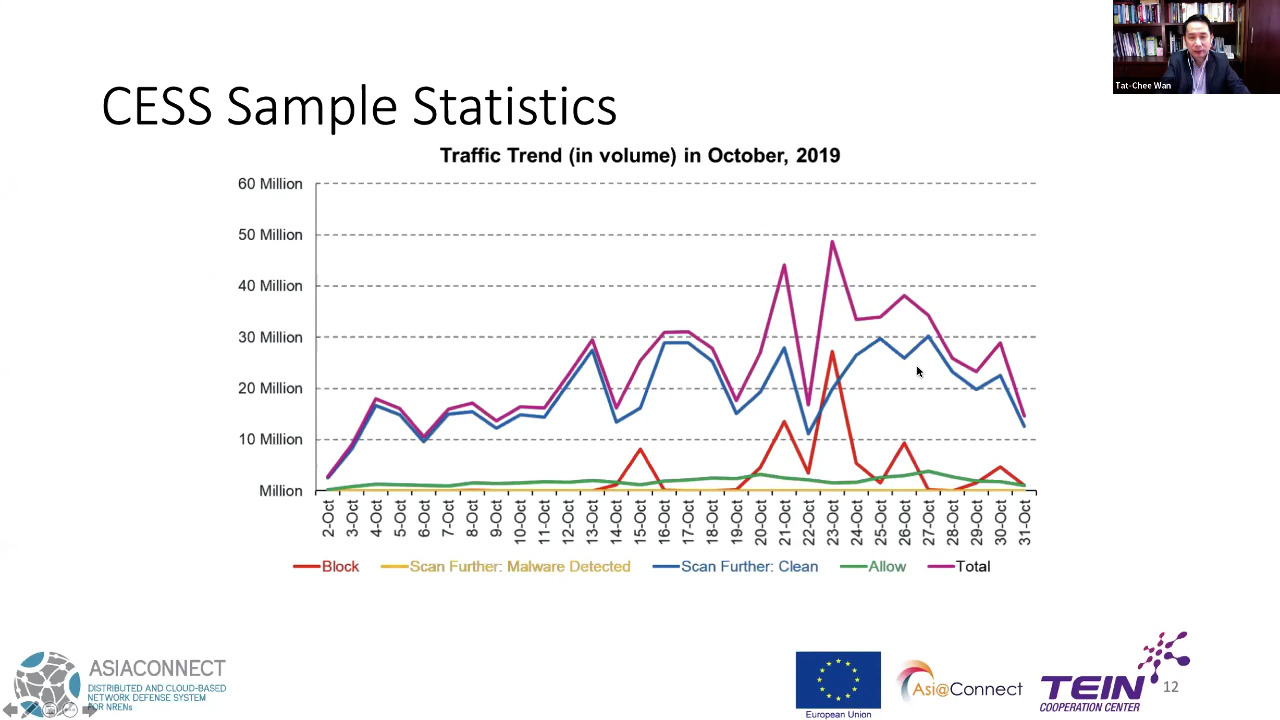 Tat-Chee Wan
CESS Sample Statistics
Traffic Trend (in volume) in October, 2019
60 Million
50 Million
40 Million
30 Million
20 Million
10 Million
Million
2-Oct
3-Oct
4-Oct
5-Oct
6-Oct
7-Oct
8-Oct
9-Oct
10-Oct
11-Oct
12-Oct
13-Oct
14-Oct
15-Oct
16-Oct
17-Oct
18-Oct
19-Oct
20-Oct
21-Oct
22-Oct
23-Oct
24-Oct
25-Oct
26-Oct
27-Oct
28-Oct
29-Oct
30-Oct
31-Oct
Block
Scan Further: Malware Detected
Scan Further: Clean
Allow
Total
ASIACONNECT
DISTRIBUTED AND CLOUD-BASED
NETWORK DEFENSE SYSTEM
FOR NRENs
European Union
Asi@Connect
TEIN
COOPERATION CENTER
12